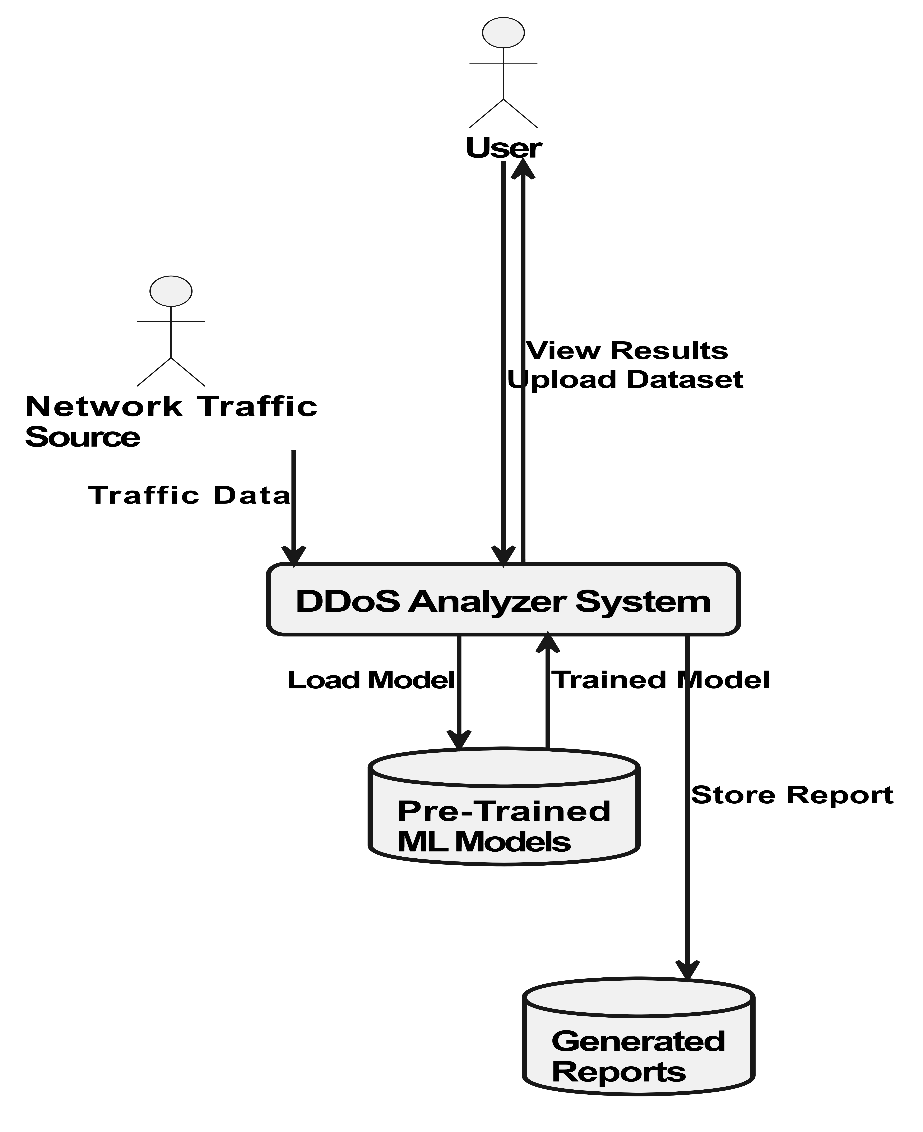 User
View Results
Upload Dataset
Network Traffic
Source
Traffic Data
DDoS Analyzer System
Load Model
Trained Model
Pre-Trained
ML Models
Store Report
Generated
Reports